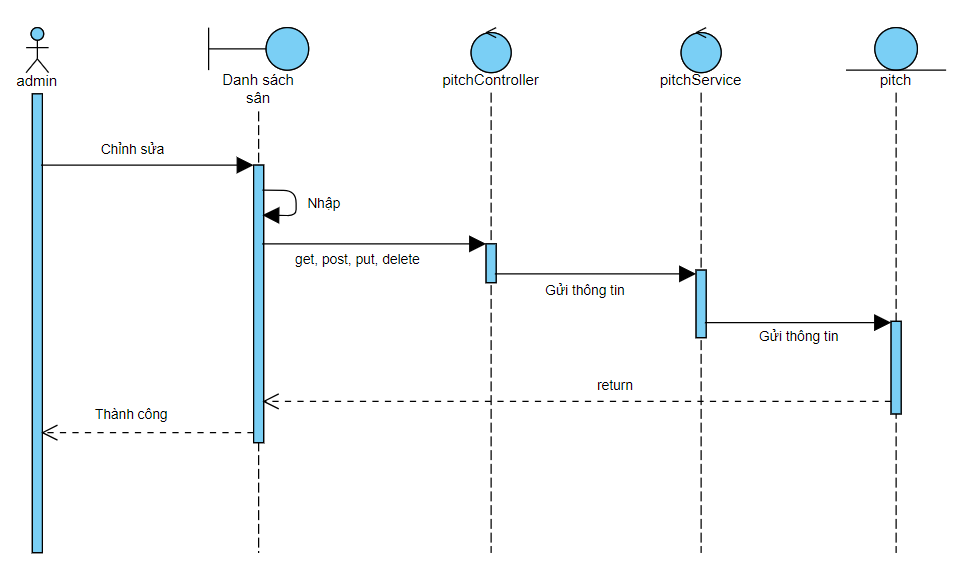 admin
Danh sách
sân
pitchController
pitchService
pitch
Chỉnh sửa
Nhập
get, post, put, delete
Gửi thông tin
Gửi thông tin
return
Thành công